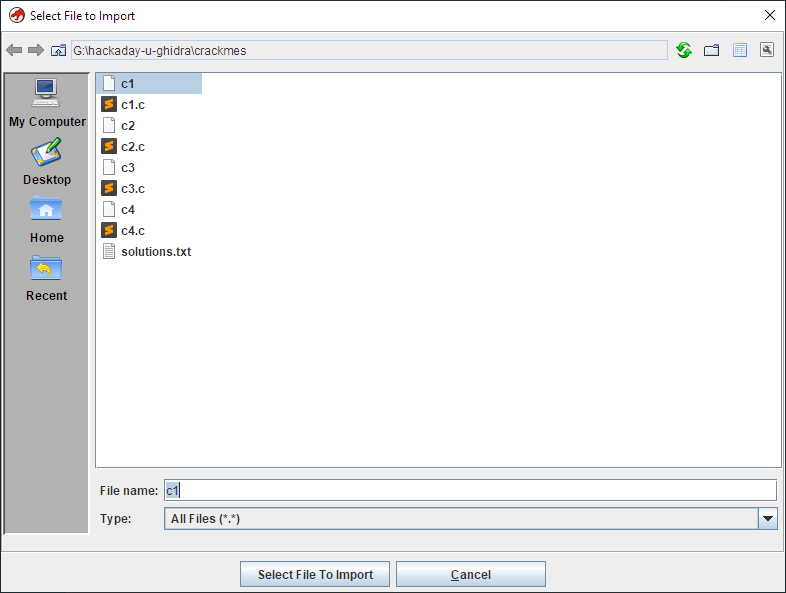 Select File to Import
G:\hackaday-u-ghidra\crackmes
My Computer
Desktop
Home
Recent
c1
c1.c
c2
c2.c
c3
c3.c
c4
c4.c
solutions.txt
File name: c1
Type: All Files (*.*)
Select File To Import Cancel